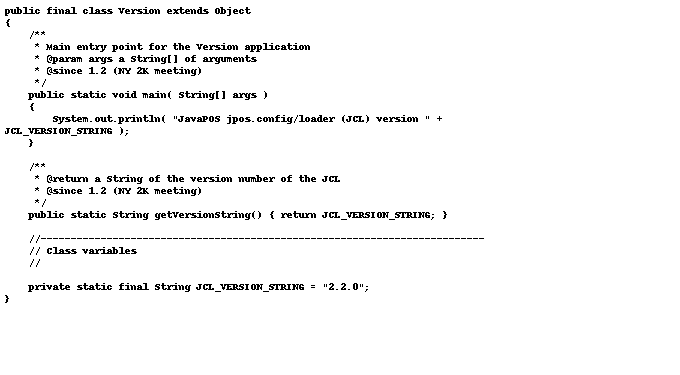 public final class Version extends Object
{
    /**
     * Main entry point for the Version application
     * @param args a String[] of arguments
     * @since 1.2 (NY 2K meeting)
     */
    public static void main( String[] args )
    {
        System.out.println( "JavaPOS jpos.config/loader (JCL) version " +
JCL_VERSION_STRING );
    }

    /**
     * @return a String of the version number of the JCL
     * @since 1.2 (NY 2K meeting)
     */
    public static String getVersionString() { return JCL_VERSION_STRING; }

    //--------------------------------------------------------------------------
    // Class variables
    //

    private static final String JCL_VERSION_STRING = "2.2.0";
}